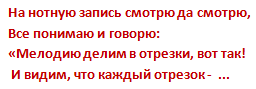 На нотную запись смотрю да смотрю,
Все понимаю и говорю:
«Мелодию делим в отрезки, вот так!
И видим, что каждый отрезок - ...